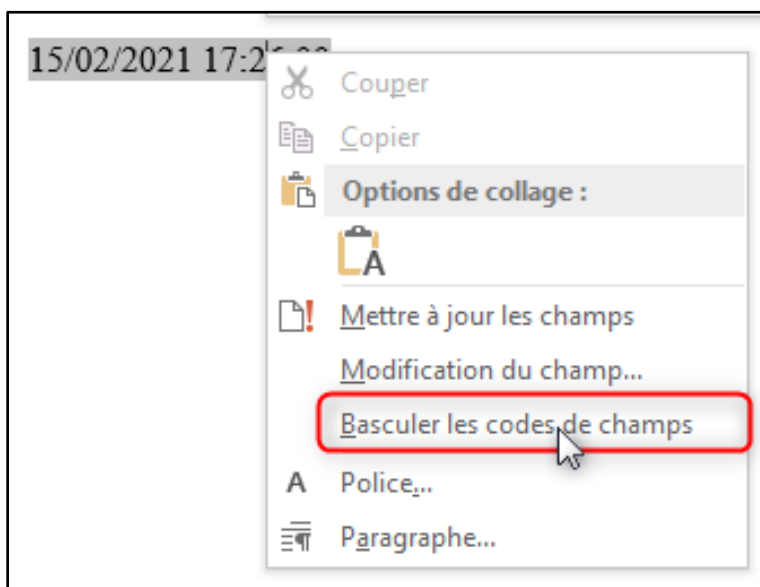 15/02/2021 17:2
Couper
Copier
Options de collage :
A
Mettre à jour les champs
Modification du champ...
Basculer les codes de champs
A Police...
Paragraphe...